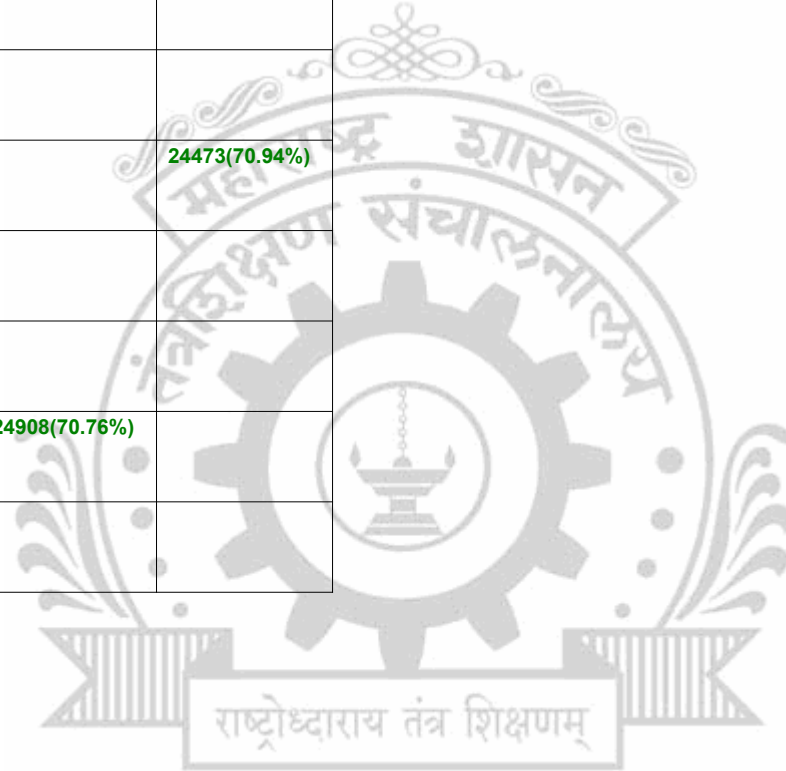 महाराष्ट्र शासन
24473(70.94%)
तंत्रशिक्षण संचालनालय
24908(70.76%)
राष्ट्रोध्दाराय तंत्र शिक्षणम्